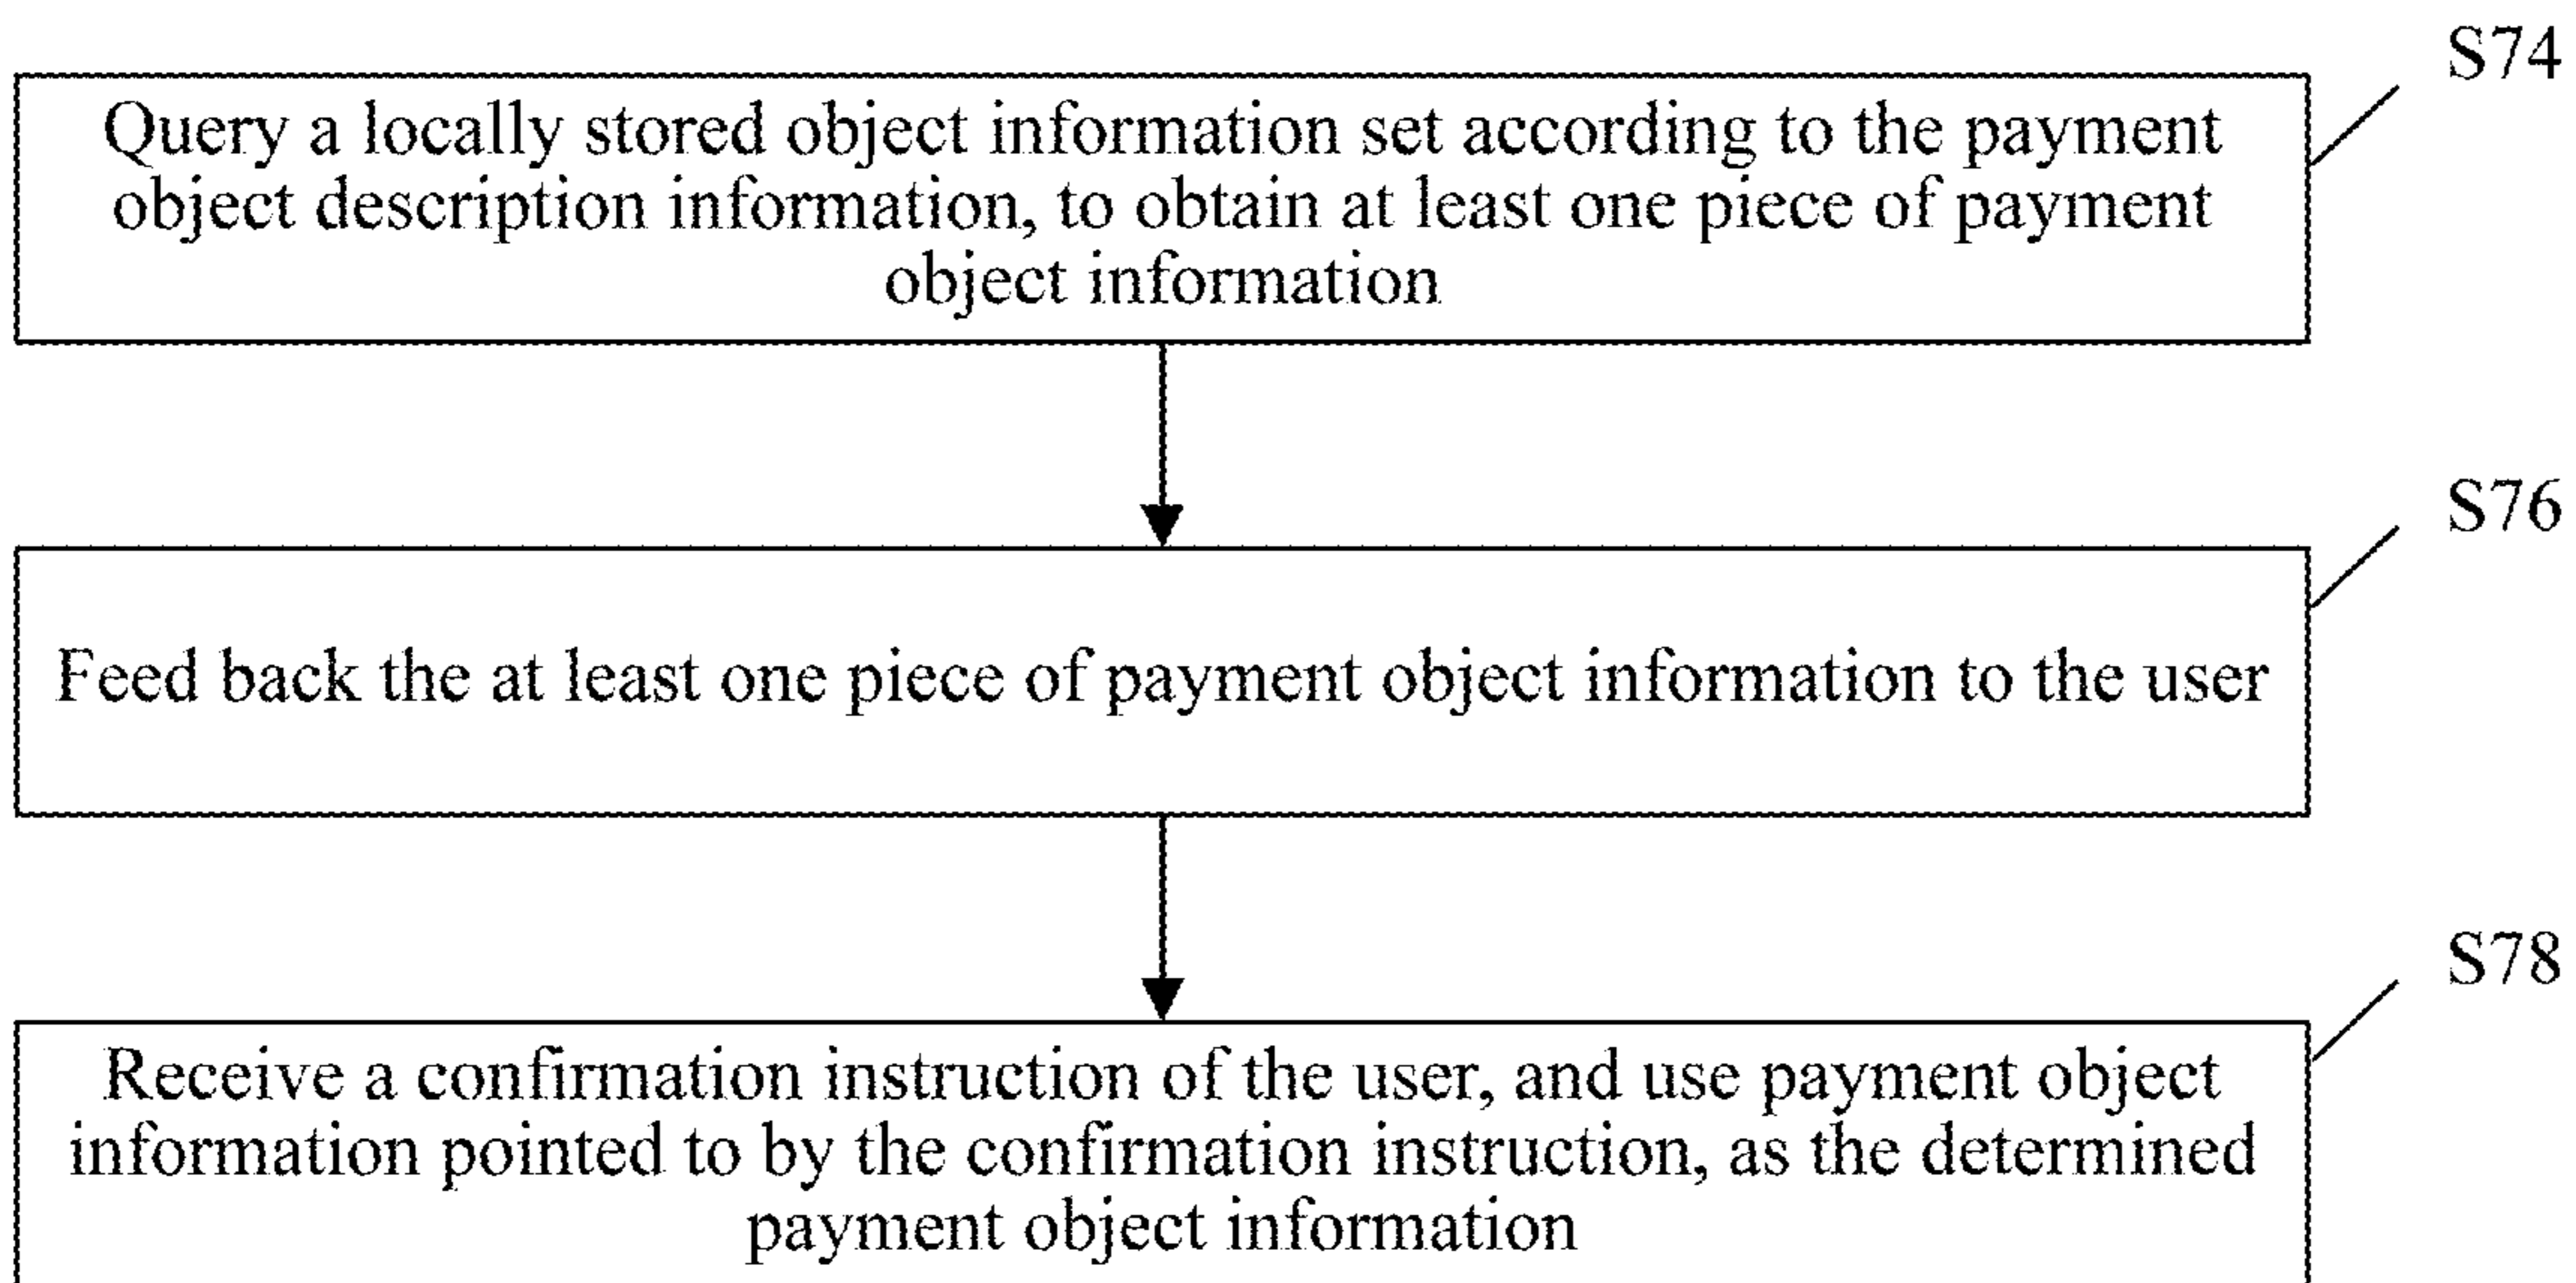 S74
Query a locally stored object information set according to the payment
object description information, to obtain at least one piece of payment
object information
S76
Feed back the at least one piece of payment object information to the user
S78
Receive a confirmation instruction of the user, and use payment object
information pointed to by the confirmation instruction, as the determined
payment object information